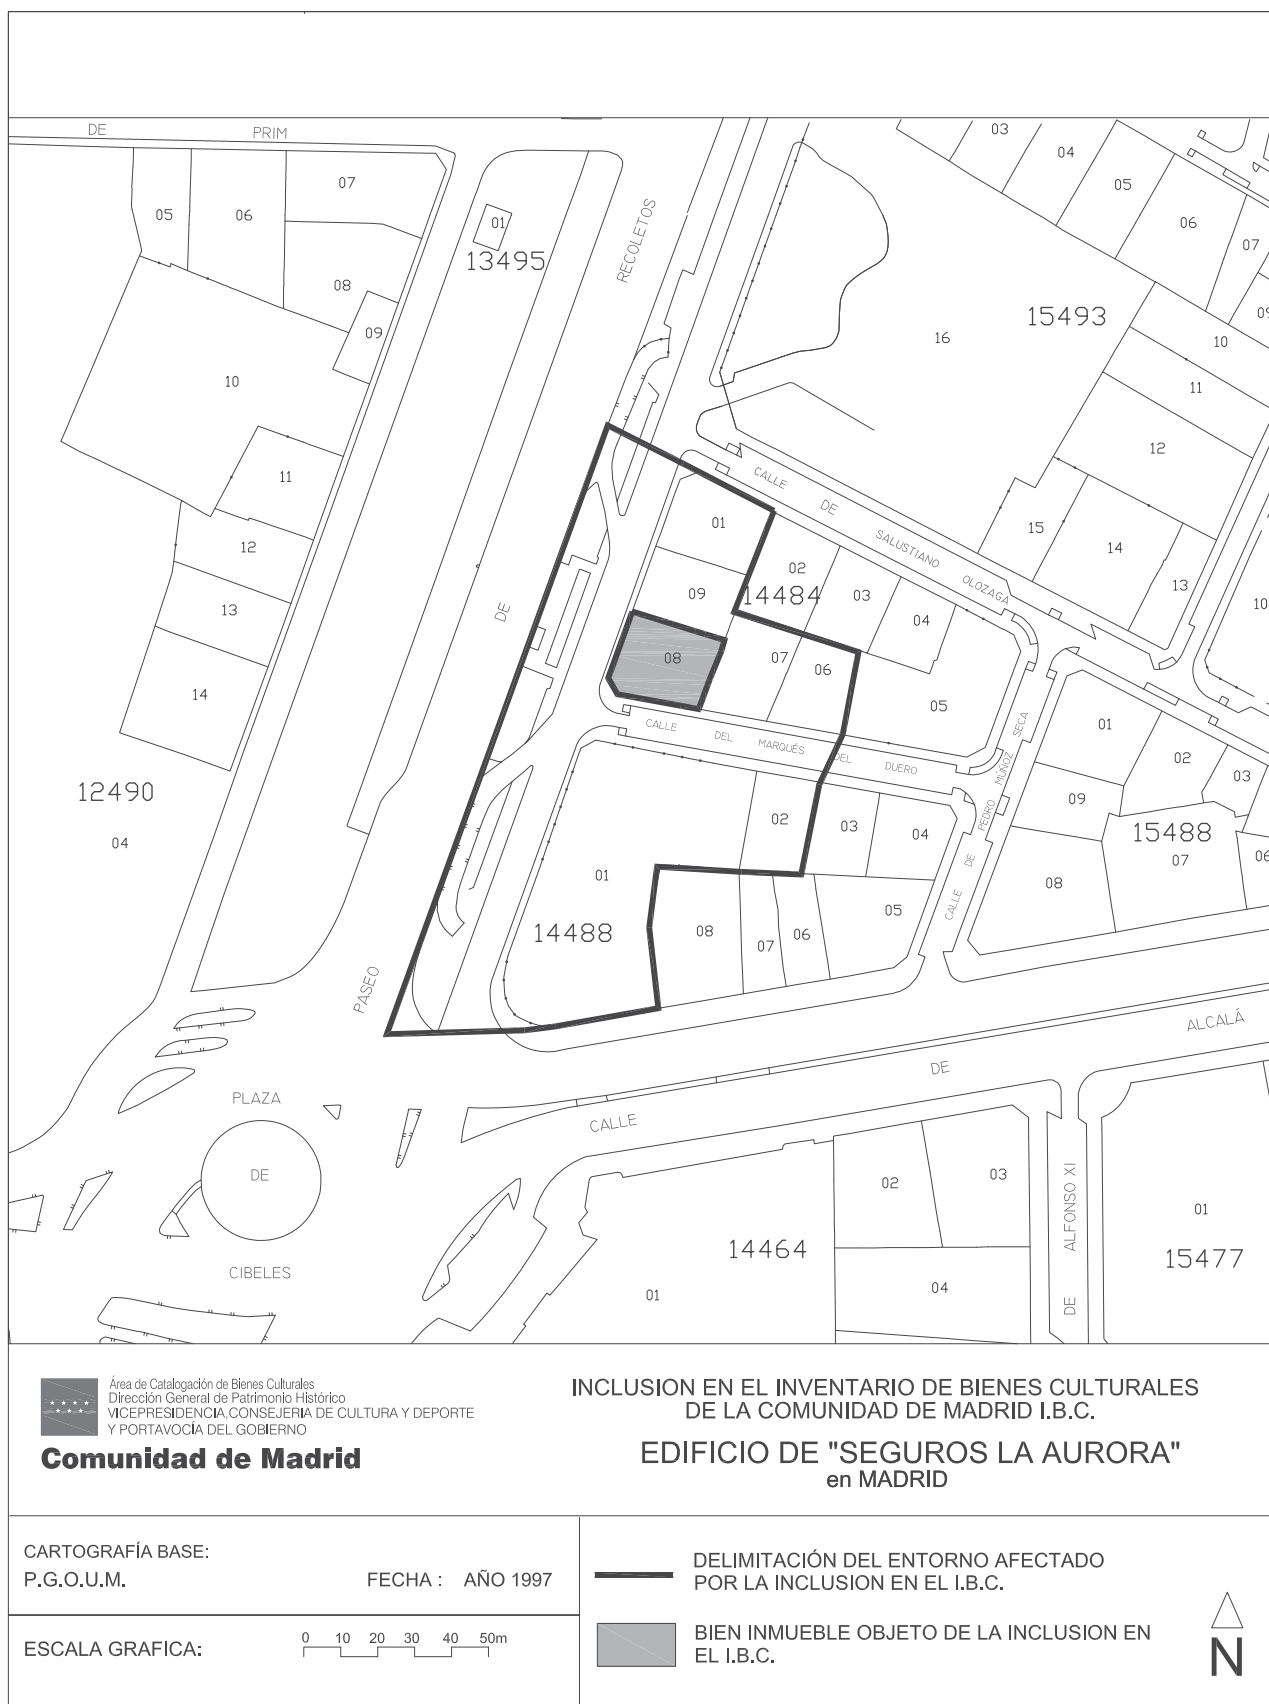 DE PRIM
03
04
05
06
07
09
10
11
12
13
14
15
16
15493
10
05
06
07
08
09
10
11
12
13
14
12490
04
01
13495
RECOLETOS
DE
PASEO
CALLE DE SALUSTIANO OLOZAGA
01
02
03
04
05
06
07
08
09
14484
CALLE DEL MARQUÉS DEL DUERO
CALLE DE PEDRO MUÑOZ SECA
01
02
03
04
05
06
07
08
14488
01
02
03
06
07
08
09
15488
CALLE DE ALCALÁ
PLAZA
DE
CIBELES
01
02
03
04
14464
DE ALFONSO XI
01
15477
Área de Catalogación de Bienes Culturales
Dirección General de Patrimonio Histórico
VICEPRESIDENCIA,CONSEJERIA DE CULTURA Y DEPORTE
Y PORTAVOCÍA DEL GOBIERNO
Comunidad de Madrid
INCLUSION EN EL INVENTARIO DE BIENES CULTURALES
DE LA COMUNIDAD DE MADRID I.B.C.
EDIFICIO DE "SEGUROS LA AURORA"
en MADRID
CARTOGRAFÍA BASE:
P.G.O.U.M.
FECHA : AÑO 1997
ESCALA GRAFICA:
0 10 20 30 40 50m
DELIMITACIÓN DEL ENTORNO AFECTADO
POR LA INCLUSION EN EL I.B.C.
BIEN INMUEBLE OBJETO DE LA INCLUSION EN
EL I.B.C.
N